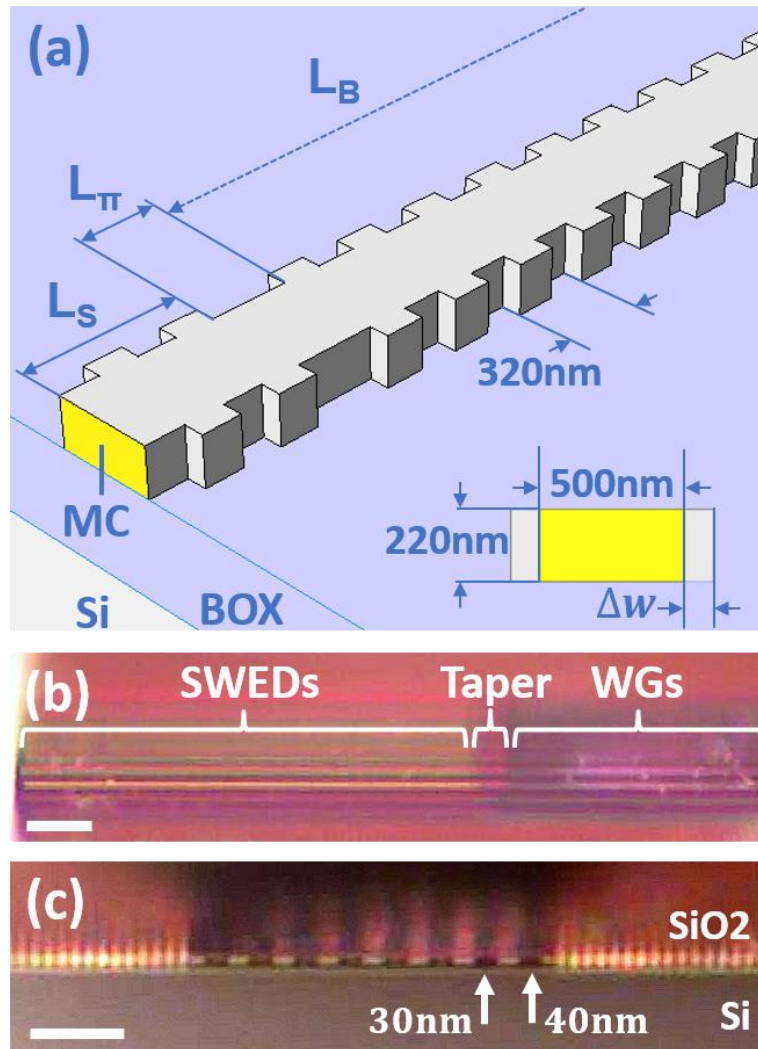 (a)
L_B
L_π
L_S
320nm
MC
500nm
220nm
Δw
Si
BOX
(b)
SWEDs
Taper
WGs
(c)
SiO2
30nm
40nm
Si